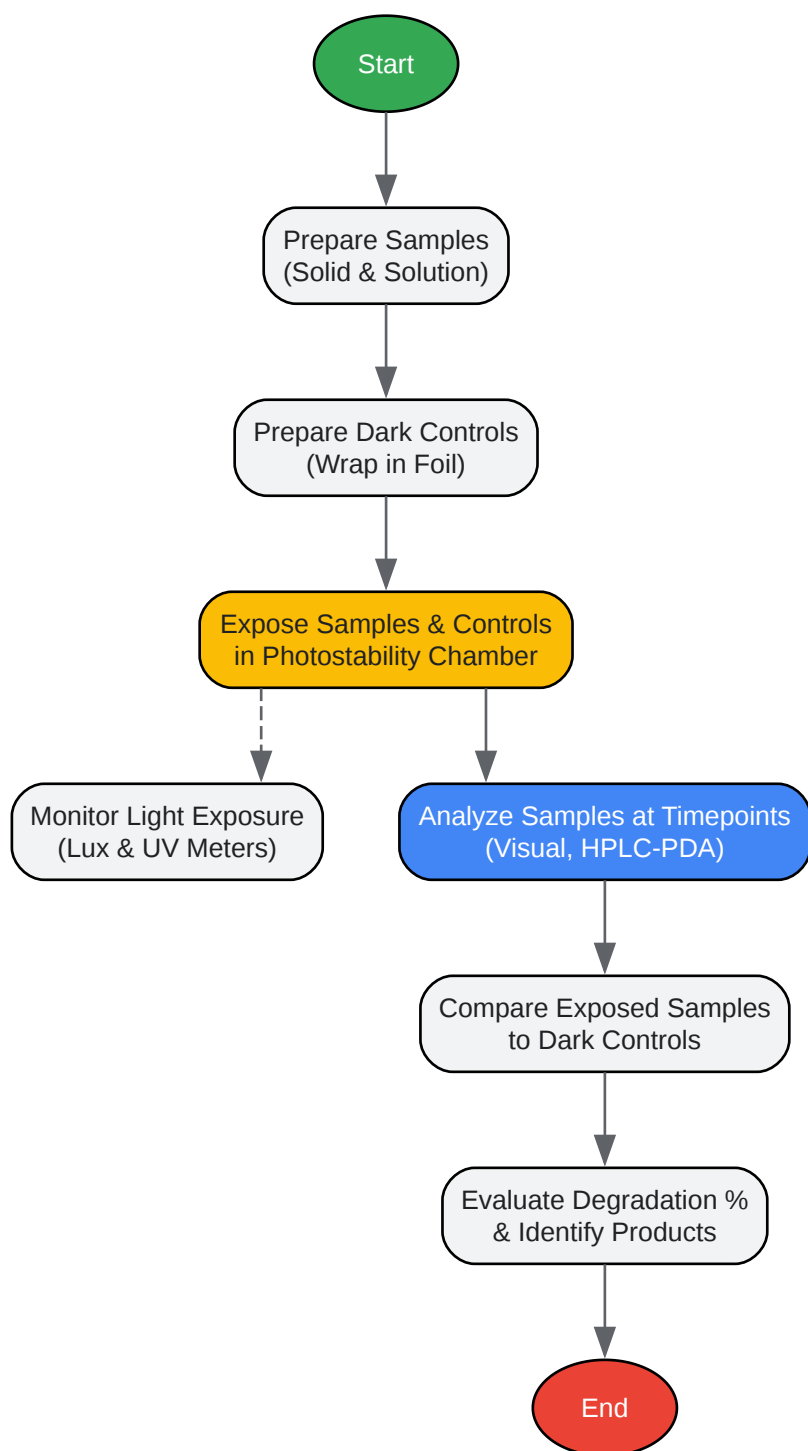 Start
Prepare Samples
(Solid & Solution)
Prepare Dark Controls
(Wrap in Foil)
Expose Samples & Controls
in Photostability Chamber
Monitor Light Exposure
(Lux & UV Meters)
Analyze Samples at Timepoints
(Visual, HPLC-PDA)
Compare Exposed Samples
to Dark Controls
Evaluate Degradation %
& Identify Products
End